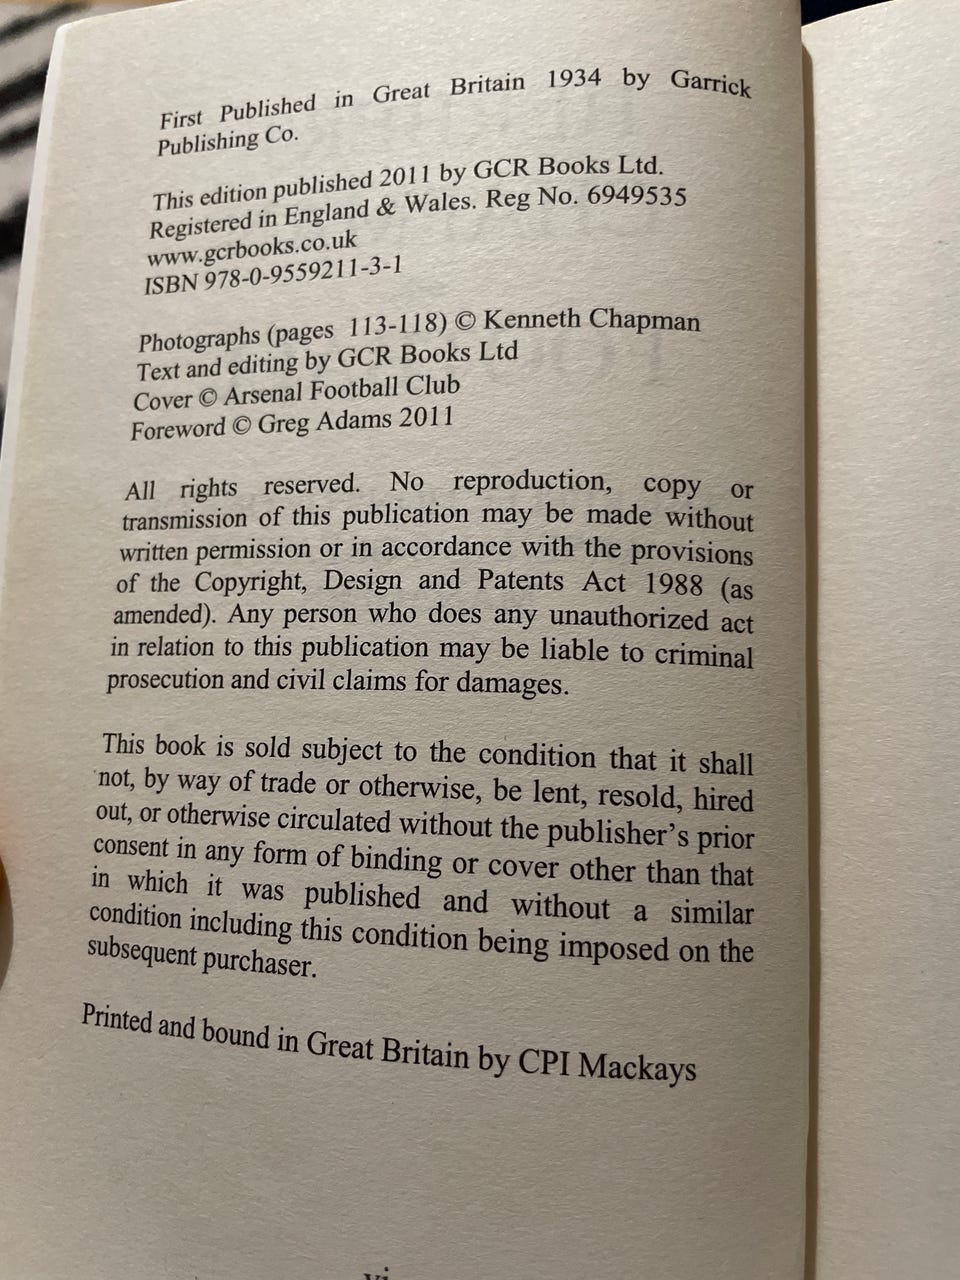 First Published in Great Britain 1934 by Garrick
Publishing Co.
This edition published 2011 by GCR Books Ltd.
Registered in England & Wales. Reg No. 6949535
www.gcrbooks.co.uk
ISBN 978-0-9559211-3-1
Photographs (pages 113-118) © Kenneth Chapman
Text and editing by GCR Books Ltd
Cover © Arsenal Football Club
Foreword © Greg Adams 2011
All rights reserved. No reproduction, copy or
transmission of this publication may be made without
written permission or in accordance with the provisions
of the Copyright, Design and Patents Act 1988 (as
amended). Any person who does any unauthorized act
in relation to this publication may be liable to criminal
prosecution and civil claims for damages.
This book is sold subject to the condition that it shall
not, by way of trade or otherwise, be lent, resold, hired
out, or otherwise circulated without the publisher's prior
consent in any form of binding or cover other than that
in which it was published and without a similar
condition including this condition being imposed on the
subsequent purchaser.
Printed and bound in Great Britain by CPI Mackays
vi